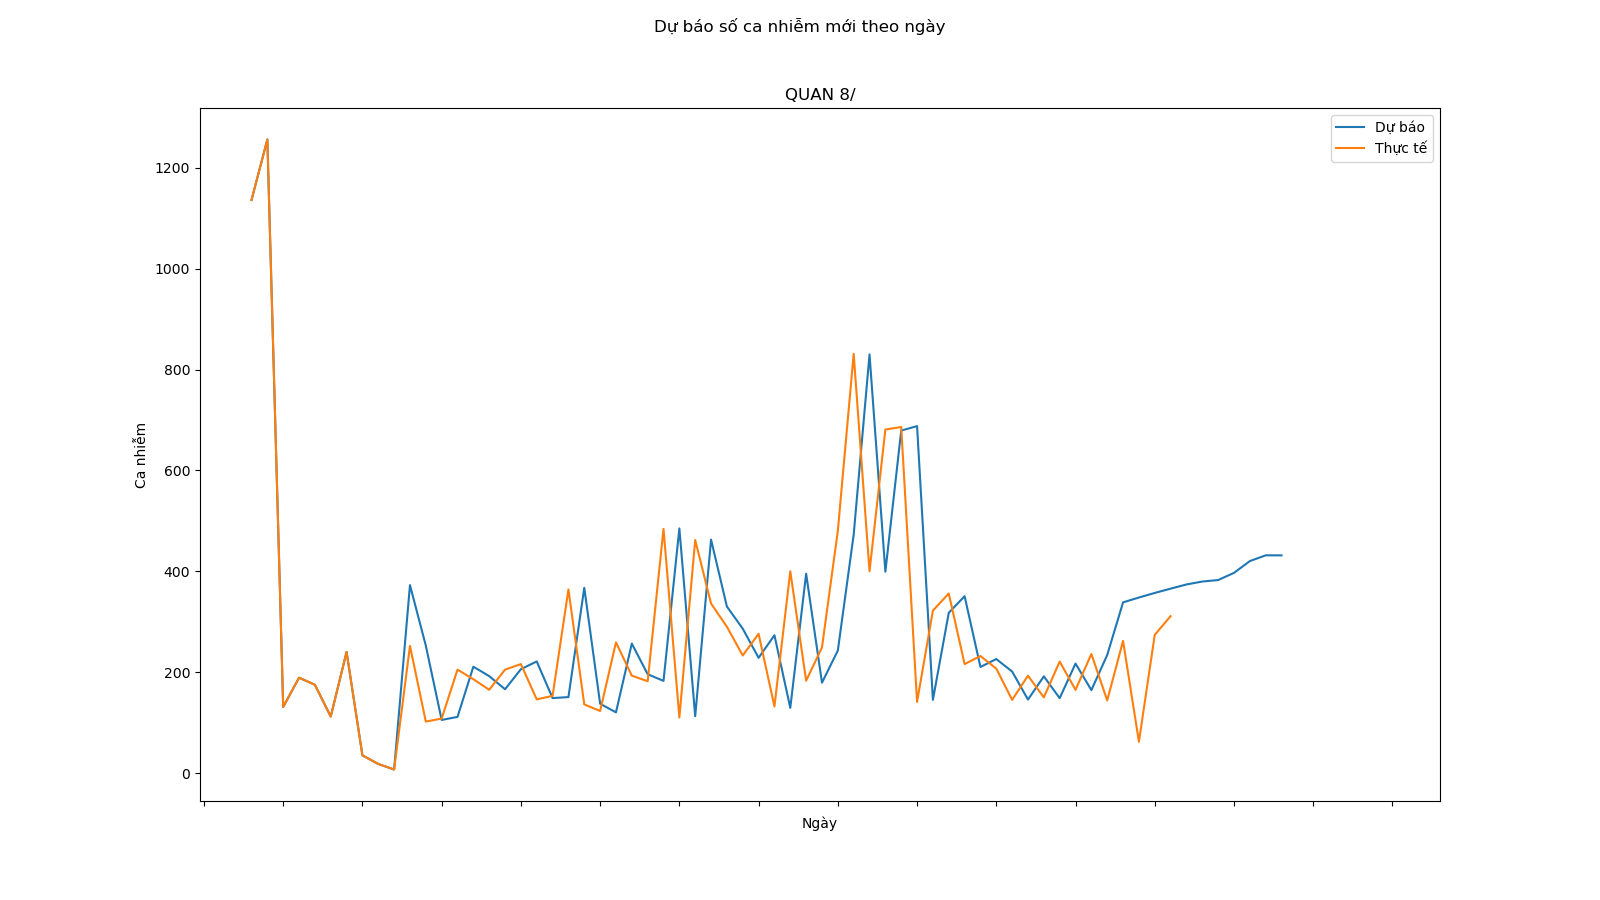 Dự báo số ca nhiễm mới theo ngày
QUAN 8/
Dự báo
Thực tế
1200
1000
800
600
400
200
0
Ca nhiễm
Ngày